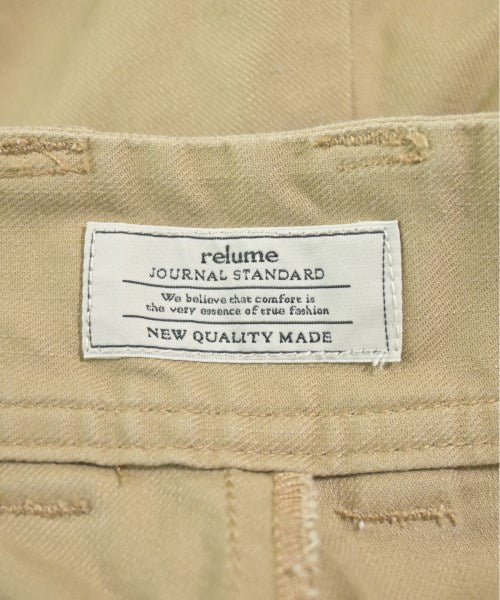 relume
JOURNAL STANDARD
We believe that comfort is
the very essence of true fashion
NEW QUALITY MADE